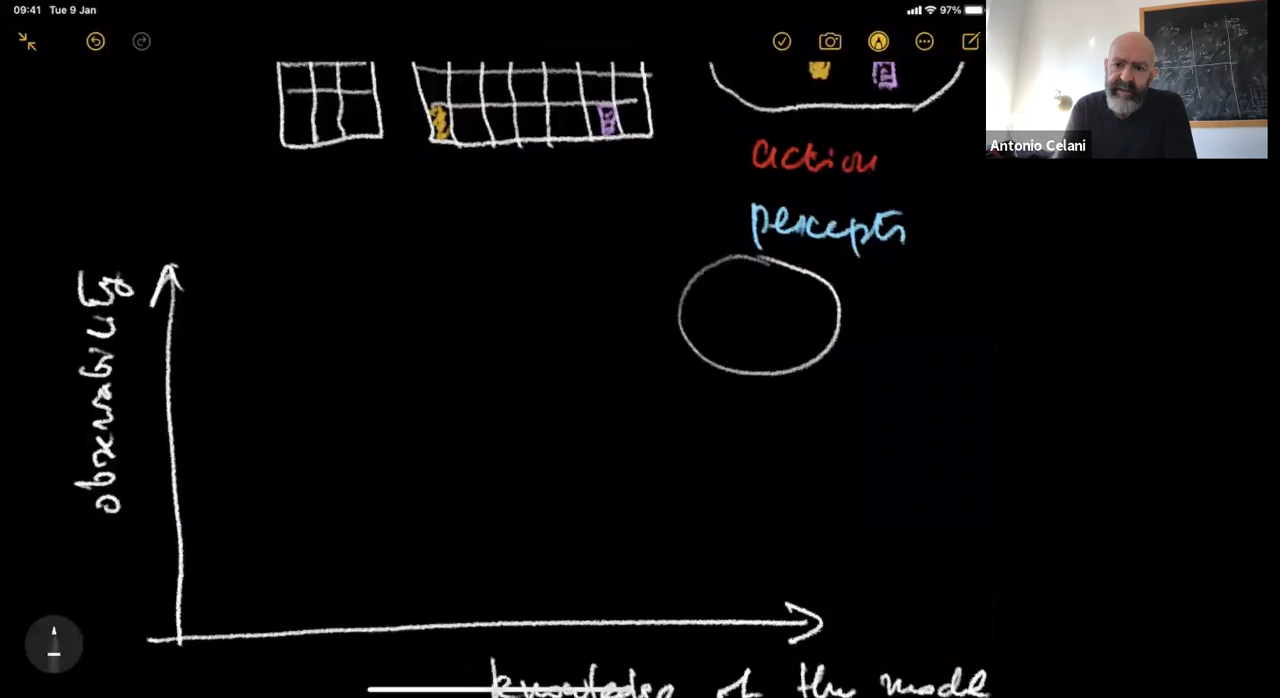 09:41 Tue 9 Jan
97%
Antonio Celani
action
percepts
observability
knowledge of the model